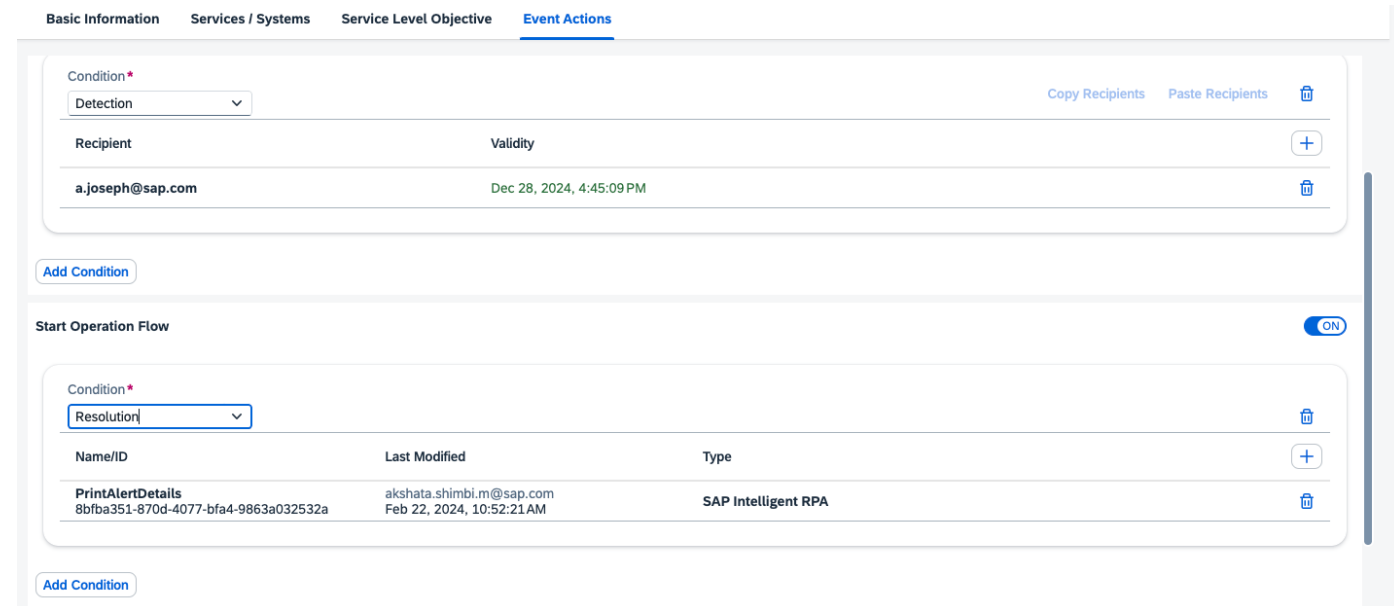 Basic Information Services / Systems Service Level Objective Event Actions
Condition*
Detection
Copy Recipients Paste Recipients
Recipient Validity
a.joseph@sap.com Dec 28, 2024, 4:45:09 PM
Add Condition
Start Operation Flow ON
Condition*
Resolution
Name/ID Last Modified Type
PrintAlertDetails akshata.shimbi.m@sap.com SAP Intelligent RPA
8bfba351-870d-4077-bfa4-9863a032532a Feb 22, 2024, 10:52:21 AM
Add Condition